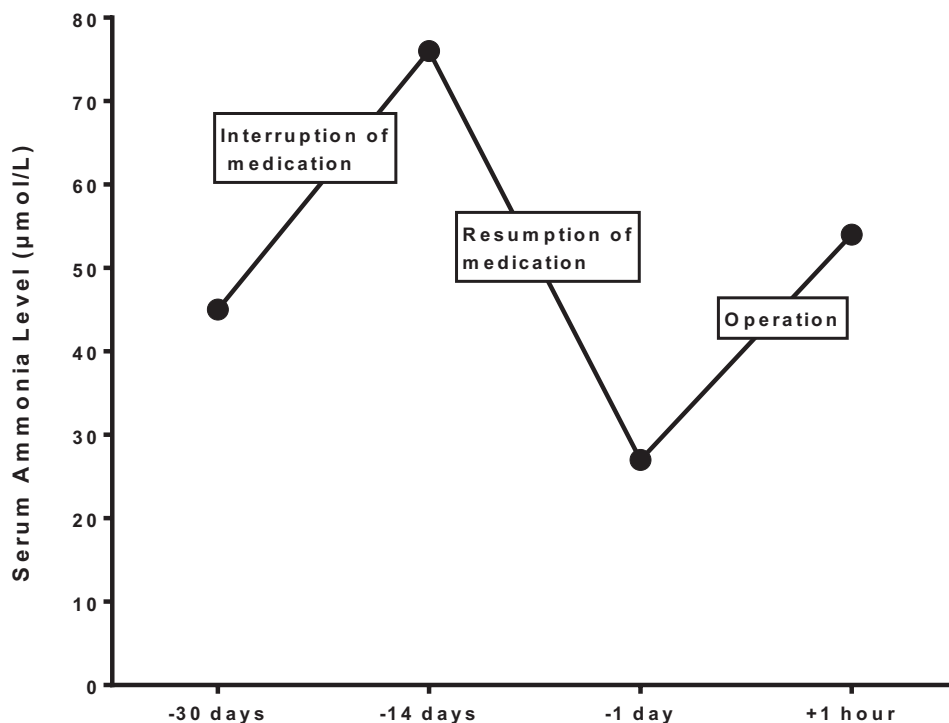 Serum Ammonia Level (µmol/L)
80
70
60
50
40
30
20
10
0
Interruption of
medication
Resumption of
medication
Operation
-30 days
-14 days
-1 day
+1 hour